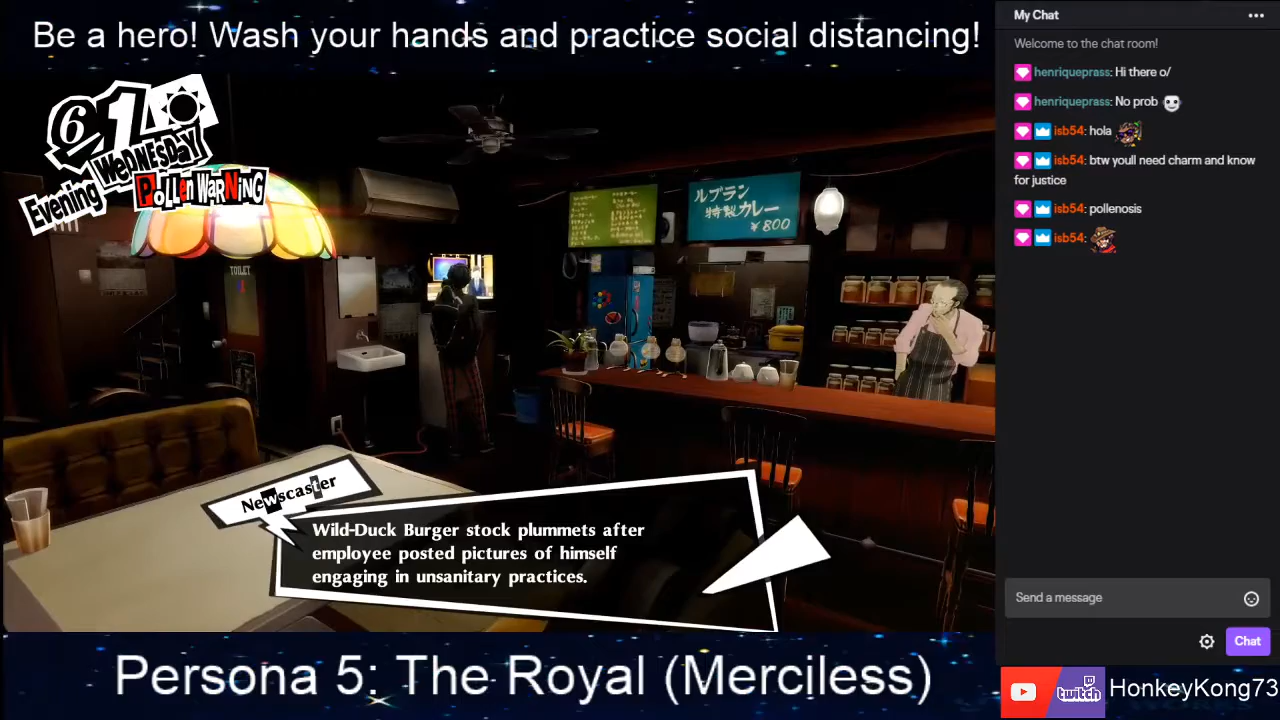 Be a hero! Wash your hands and practice social distancing!
6/1
WEDNESDAY
Evening
POLLEN WARNING
TOILET
ルブラン
特製カレー
¥800
Newscaster
Wild-Duck Burger stock plummets after
employee posted pictures of himself
engaging in unsanitary practices.
Persona 5: The Royal (Merciless)
My Chat
Welcome to the chat room!
henriqueprass: Hi there o/
henriqueprass: No prob
isb54: hola
isb54: btw youll need charm and know
for justice
isb54: pollenosis
isb54:
Send a message
Chat
twitch
HonkeyKong73